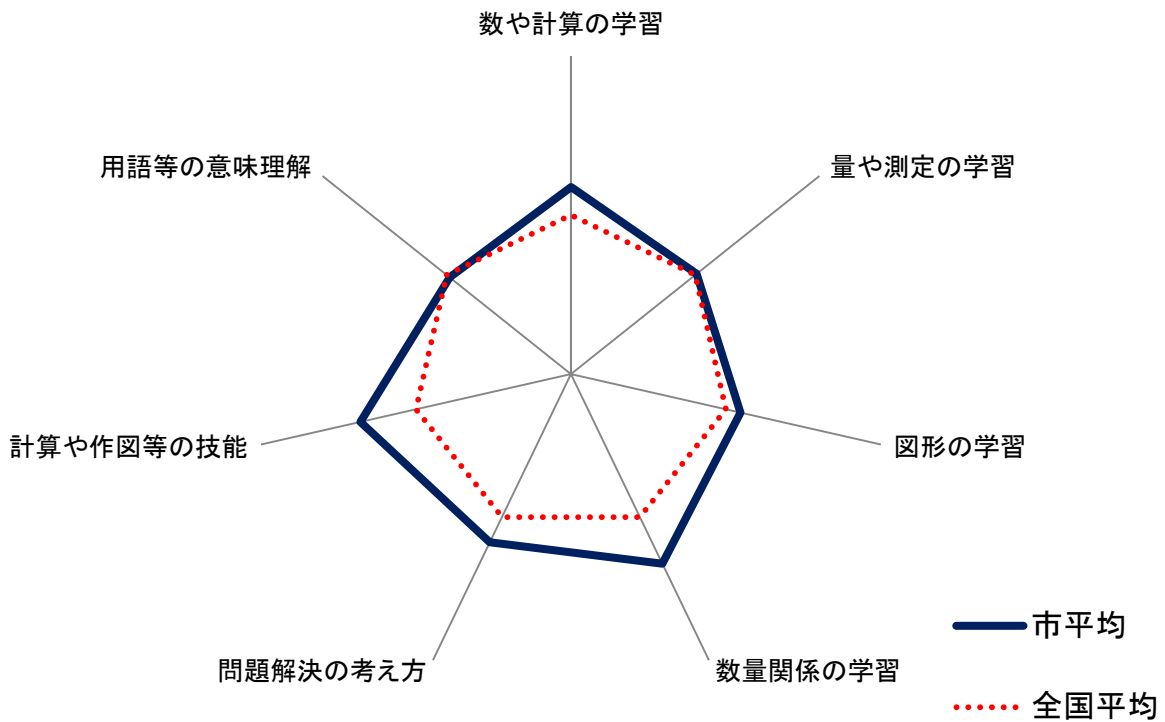 数や計算の学習
量や測定の学習
図形の学習
数量関係の学習
問題解決の考え方
計算や作図等の技能
用語等の意味理解
市平均
全国平均